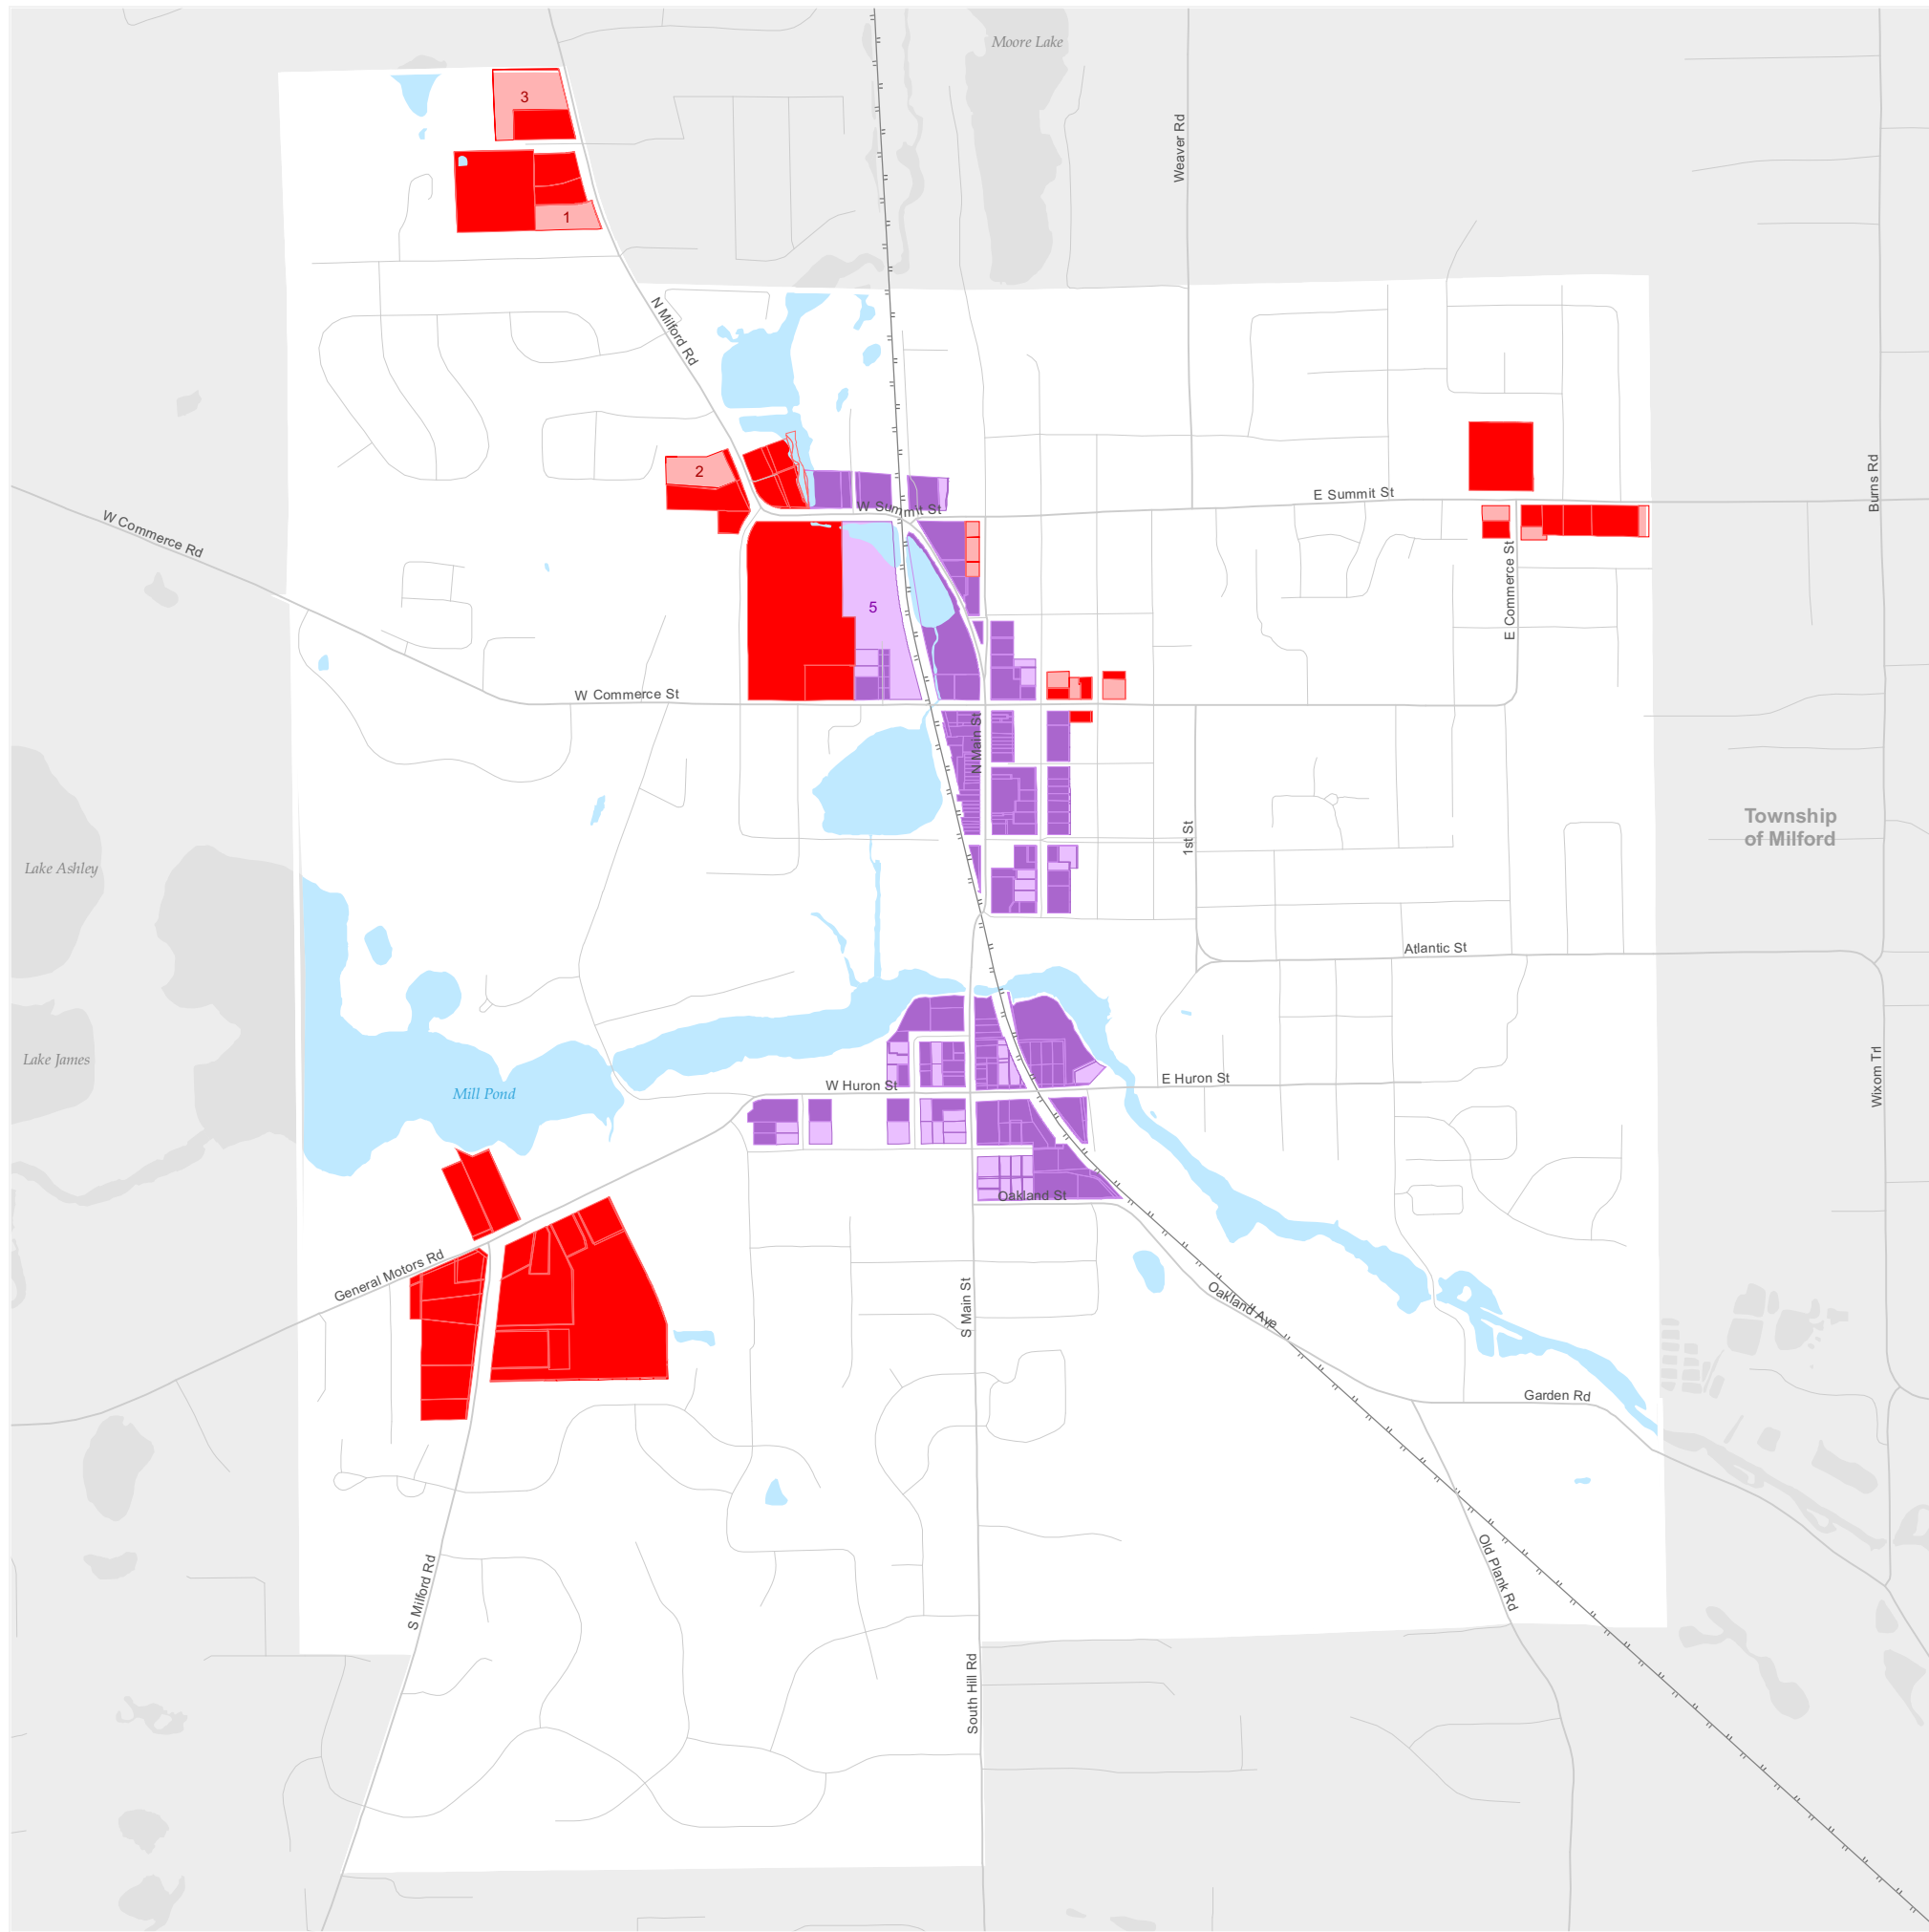 Moore Lake
3
Weaver Rd
1
N Milford Rd
2
Burns Rd
E Summit St
W Summit St
W Commerce Rd
E Commerce St
5
W Commerce St
N Main St
Township
of Milford
1st St
Lake Ashley
Atlantic St
Lake James
Wixom Trl
E Huron St
W Huron St
Mill Pond
Oakland St
General Motors Rd
S Main St
Oakland Ave
Garden Rd
Old Plank Rd
S Milford Rd
South Hill Rd